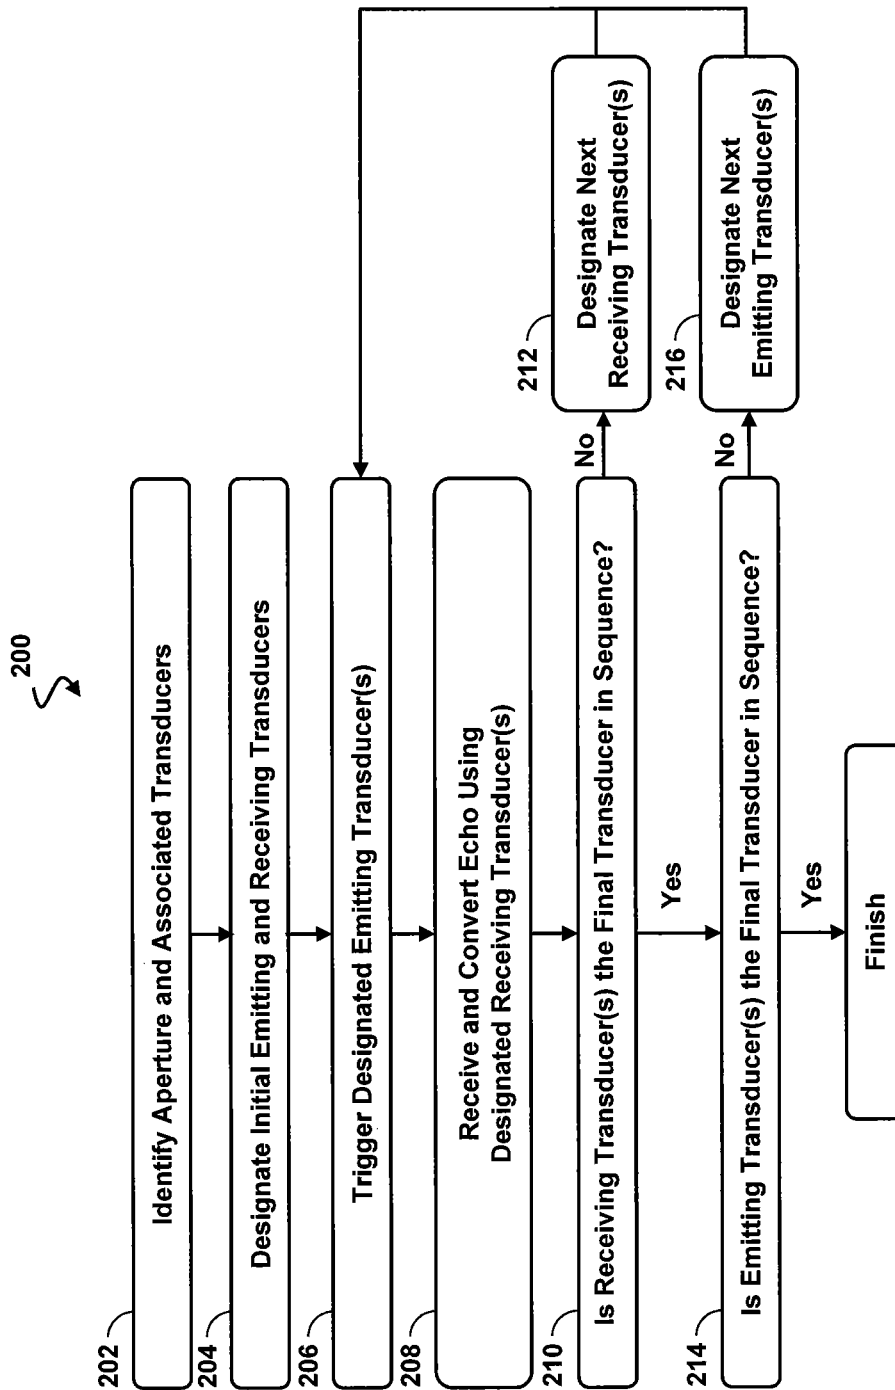 200
202
Identify Aperture and Associated Transducers
204
Designate Initial Emitting and Receiving Transducers
206
Trigger Designated Emitting Transducer(s)
208
Receive and Convert Echo Using
Designated Receiving Transducer(s)
210
Is Receiving Transducer(s) the Final Transducer in Sequence?
No
212
Designate Next
Receiving Transducer(s)
Yes
214
Is Emitting Transducer(s) the Final Transducer in Sequence?
No
216
Designate Next
Emitting Transducer(s)
Yes
Finish